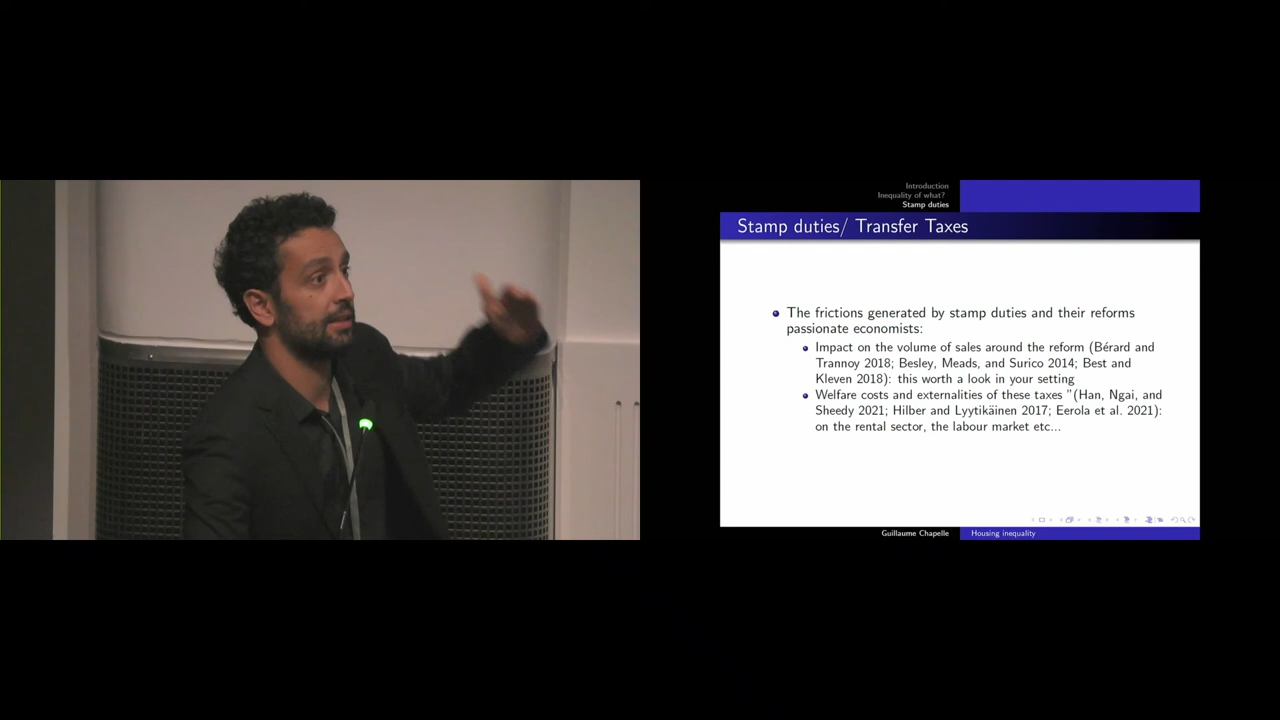 Introduction
Inequality of what?
Stamp duties
Stamp duties/ Transfer Taxes
The frictions generated by stamp duties and their reforms
passionate economists:
Impact on the volume of sales around the reform (Bérard and
Trannoy 2018; Besley, Meads, and Surico 2014; Best and
Kleven 2018): this worth a look in your setting
Welfare costs and externalities of these taxes "(Han, Ngai, and
Sheedy 2021; Hilber and Lyytikäinen 2017; Eerola et al. 2021):
on the rental sector, the labour market etc...
Guillaume Chapelle
Housing inequality